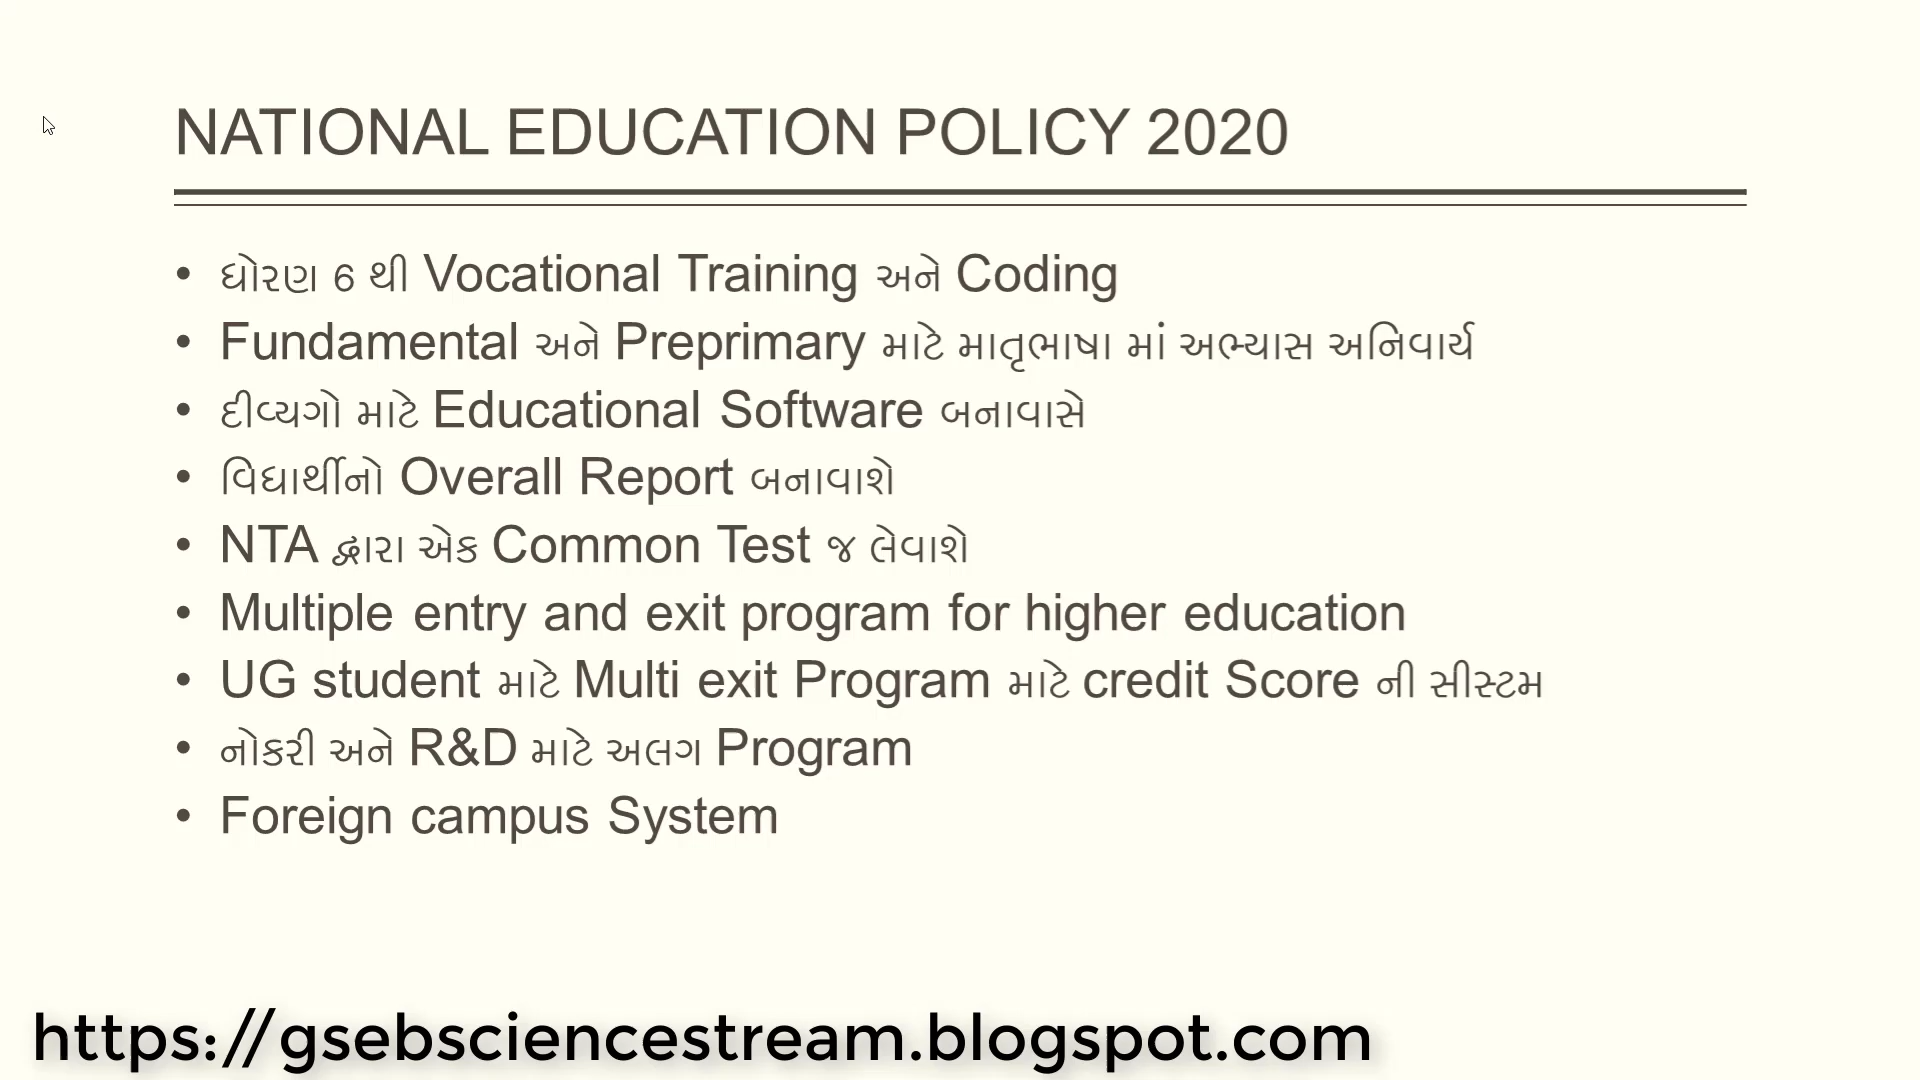 NATIONAL EDUCATION POLICY 2020
• ધોરણ 6 થી Vocational Training અને Coding
• Fundamental અને Preprimary માટે માતૃભાષા માં અભ્યાસ અનિવાર્ય
• દીવ્યગો માટે Educational Software બનાવાસે
• વિદ્યાર્થીનો Overall Report બનાવાશે
• NTA દ્વારા એક Common Test જ લેવાશે
• Multiple entry and exit program for higher education
• UG student માટે Multi exit Program માટે credit Score ની સીસ્ટમ
• નોકરી અને R&D માટે અલગ Program
• Foreign campus System
https://gsebsciencestream.blogspot.com